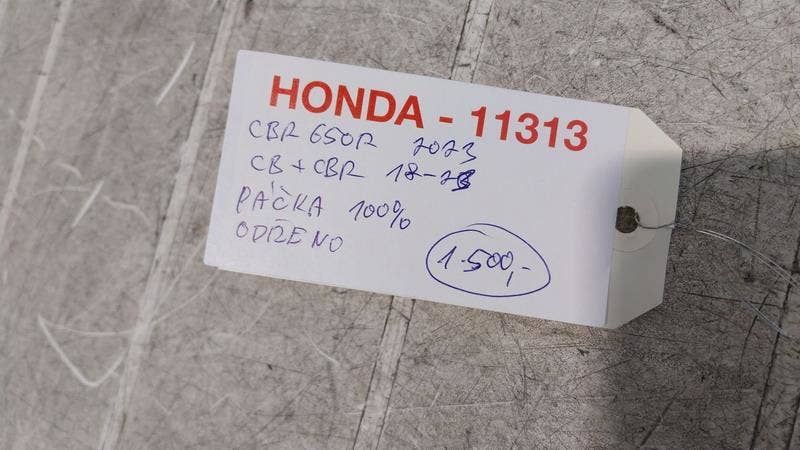 HONDA - 11313
CBR 650R 2023
CB + CBR 18-23
PÁČKA 100%
ODŘENO
1.500,-